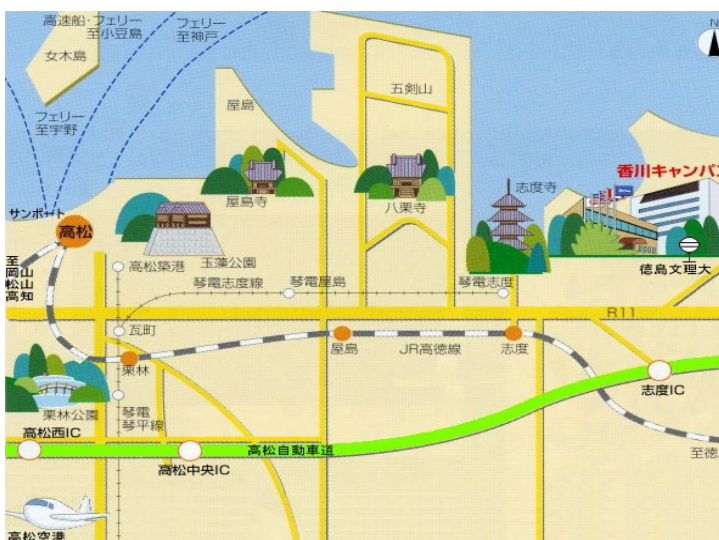 高速船・フェリー
至小豆島
フェリー
至神戸
N
女木島
フェリー
至宇野
屋島
五剣山
香川キャンパス
志度寺
屋島寺
八栗寺
サンポート
高松
玉藻公園
徳島文理大
至
岡山
松山
高知
高松築港
琴電志度線
琴電屋島
琴電志度
R11
瓦町
屋島
JR高徳線
志度
栗林
志度IC
琴電
琴平線
栗林公園
高松西IC
高松自動車道
至徳
高松中央IC
高松空港